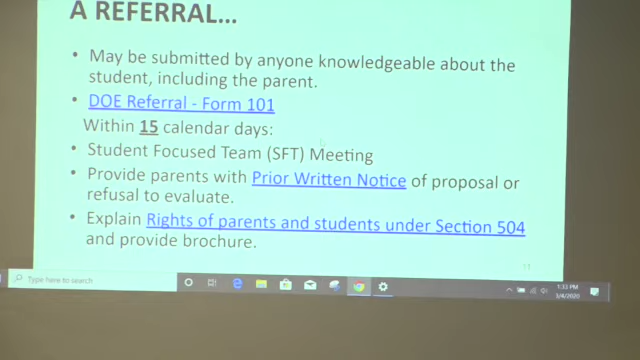 A REFERRAL...
• May be submitted by anyone knowledgeable about the
student, including the parent.
• DOE Referral - Form 101
Within 15 calendar days:
• Student Focused Team (SFT) Meeting
• Provide parents with Prior Written Notice of proposal or
refusal to evaluate.
• Explain Rights of parents and students under Section 504
and provide brochure.
11
Type here to search
1:33 PM
3/4/2020